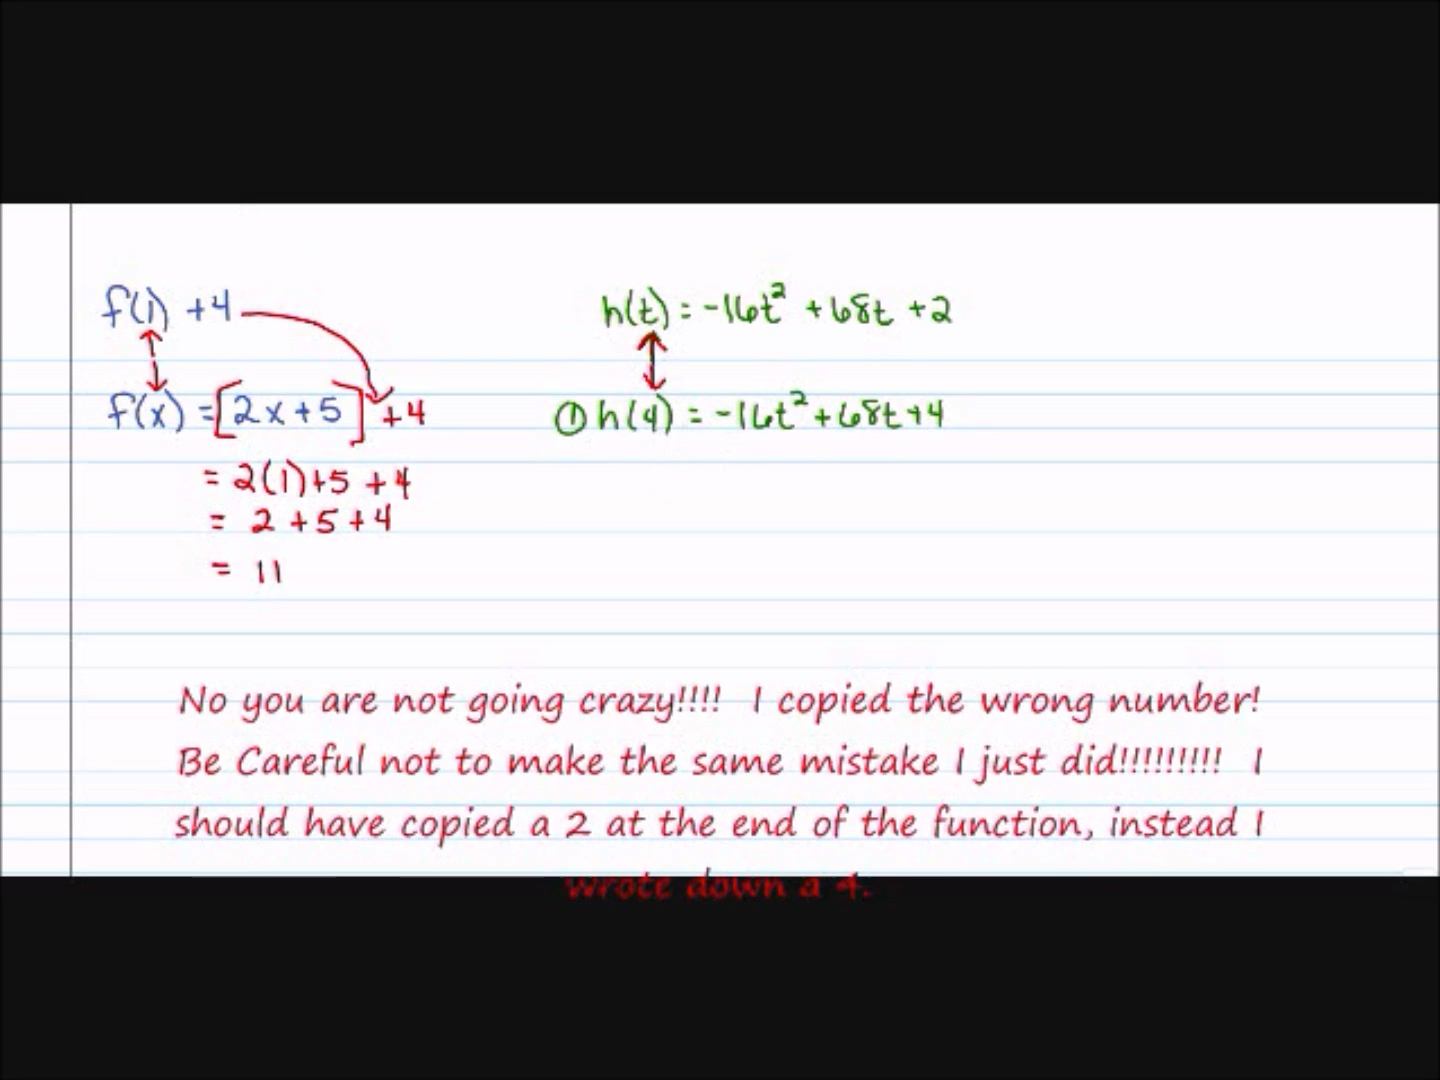 f(1) +4
f(x) = [2x+5] +4
= 2(1)+5 +4
= 2 +5+4
= 11
h(t) = -16t² +68t +2
① h(4) = -16t²+68t+4
No you are not going crazy!!!! I copied the wrong number!
Be Careful not to make the same mistake I just did!!!!!!!!! I
should have copied a 2 at the end of the function, instead I
wrote down a 4.